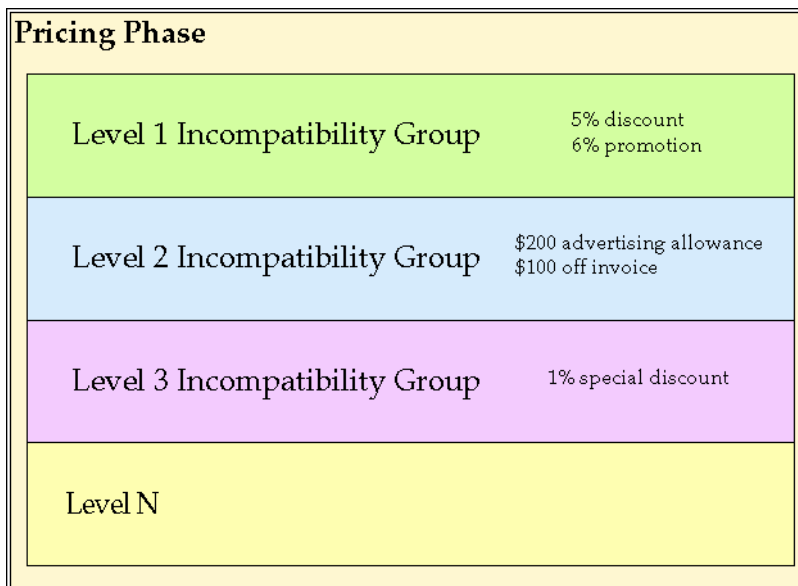 Pricing Phase
Level 1 Incompatibility Group
5% discount
6% promotion
Level 2 Incompatibility Group
$200 advertising allowance
$100 off invoice
Level 3 Incompatibility Group
1% special discount
Level N